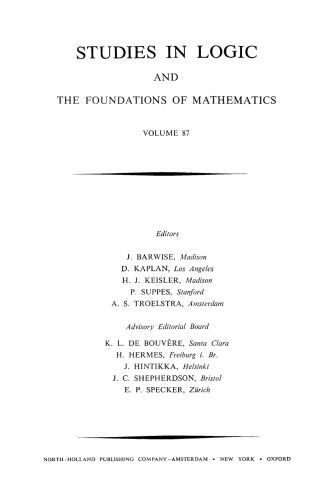 STUDIES IN LOGIC
AND
THE FOUNDATIONS OF MATHEMATICS
VOLUME 87
Editors
J. BARWISE, Madison
D. KAPLAN, Los Angeles
H. J. KEISLER, Madison
P. SUPPES, Stanford
A. S. TROELSTRA, Amsterdam
Advisory Editorial Board
K. L. DE BOUVÈRE, Santa Clara
H. HERMES, Freiburg i. Br.
J. HINTIKKA, Helsinki
J. C. SHEPHERDSON, Bristol
E. P. SPECKER, Zürich
NORTH-HOLLAND PUBLISHING COMPANY–AMSTERDAM • NEW YORK • OXFORD